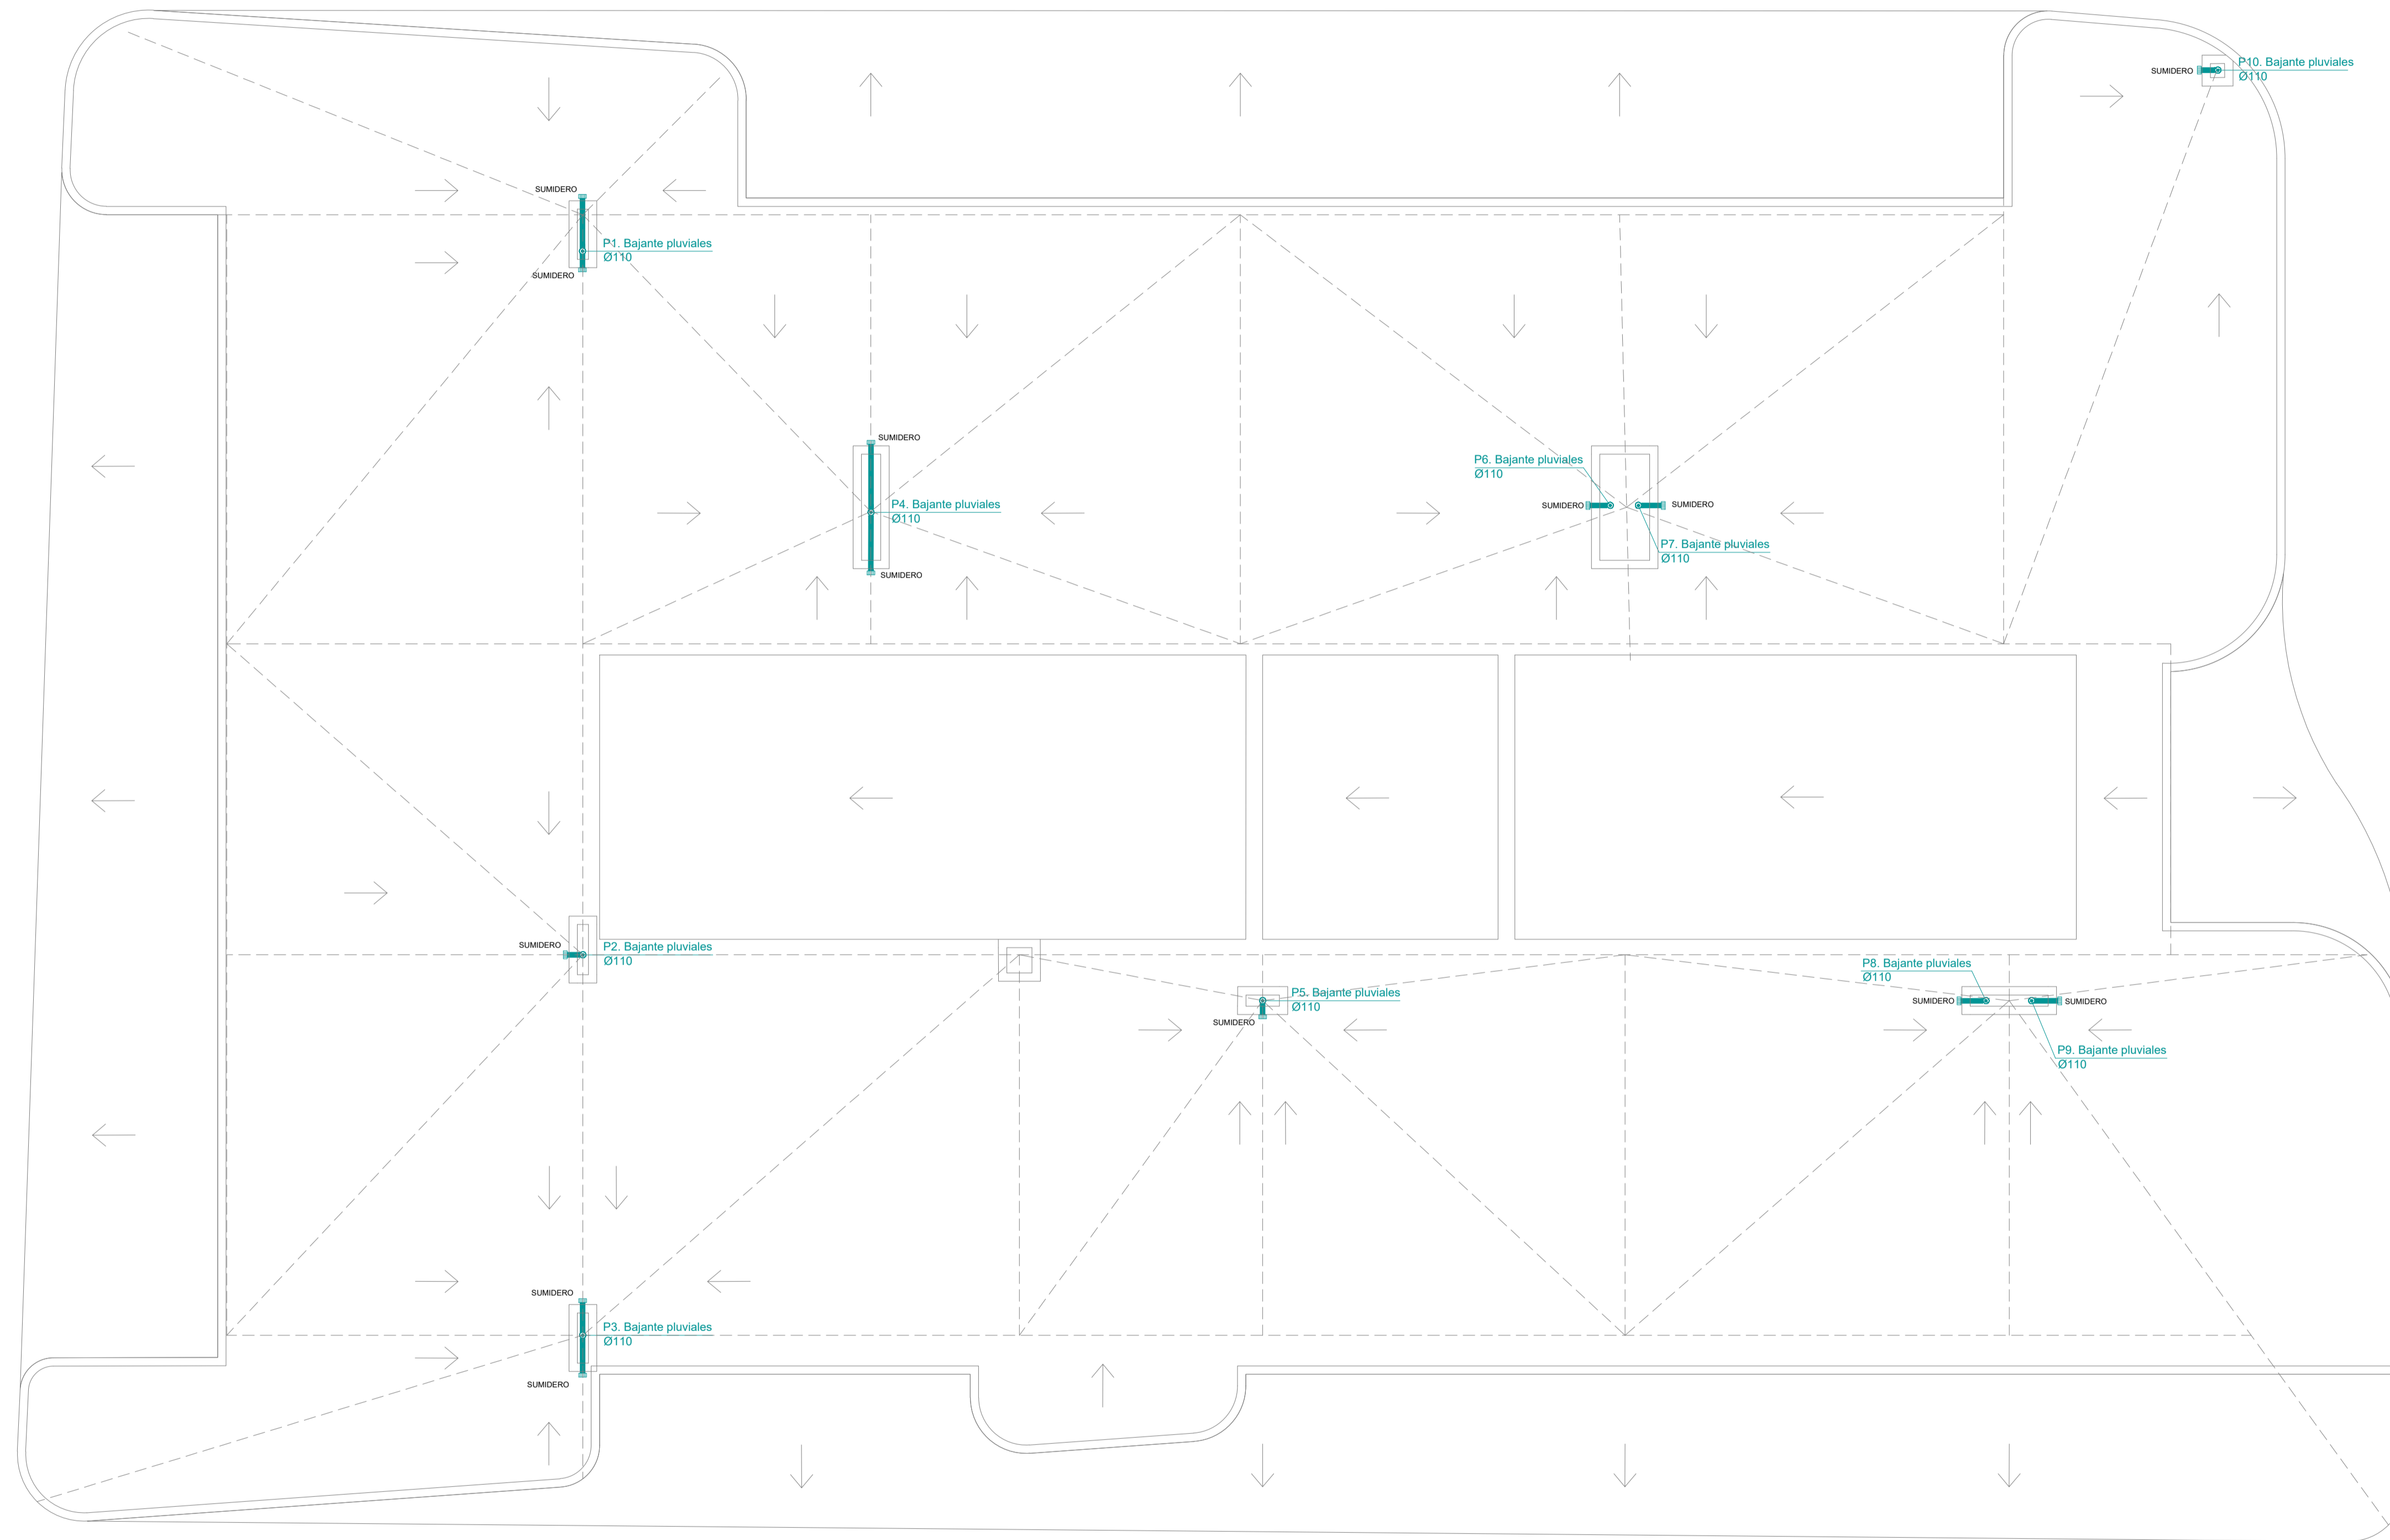 P10. Bajante pluviales
Ø110
SUMIDERO
SUMIDERO
P1. Bajante pluviales
Ø110
SUMIDERO
SUMIDERO
P4. Bajante pluviales
Ø110
SUMIDERO
P6. Bajante pluviales
Ø110
SUMIDERO
SUMIDERO
P7. Bajante pluviales
Ø110
SUMIDERO
P2. Bajante pluviales
Ø110
P5. Bajante pluviales
Ø110
SUMIDERO
P8. Bajante pluviales
Ø110
SUMIDERO
SUMIDERO
P9. Bajante pluviales
Ø110
SUMIDERO
P3. Bajante pluviales
Ø110
SUMIDERO